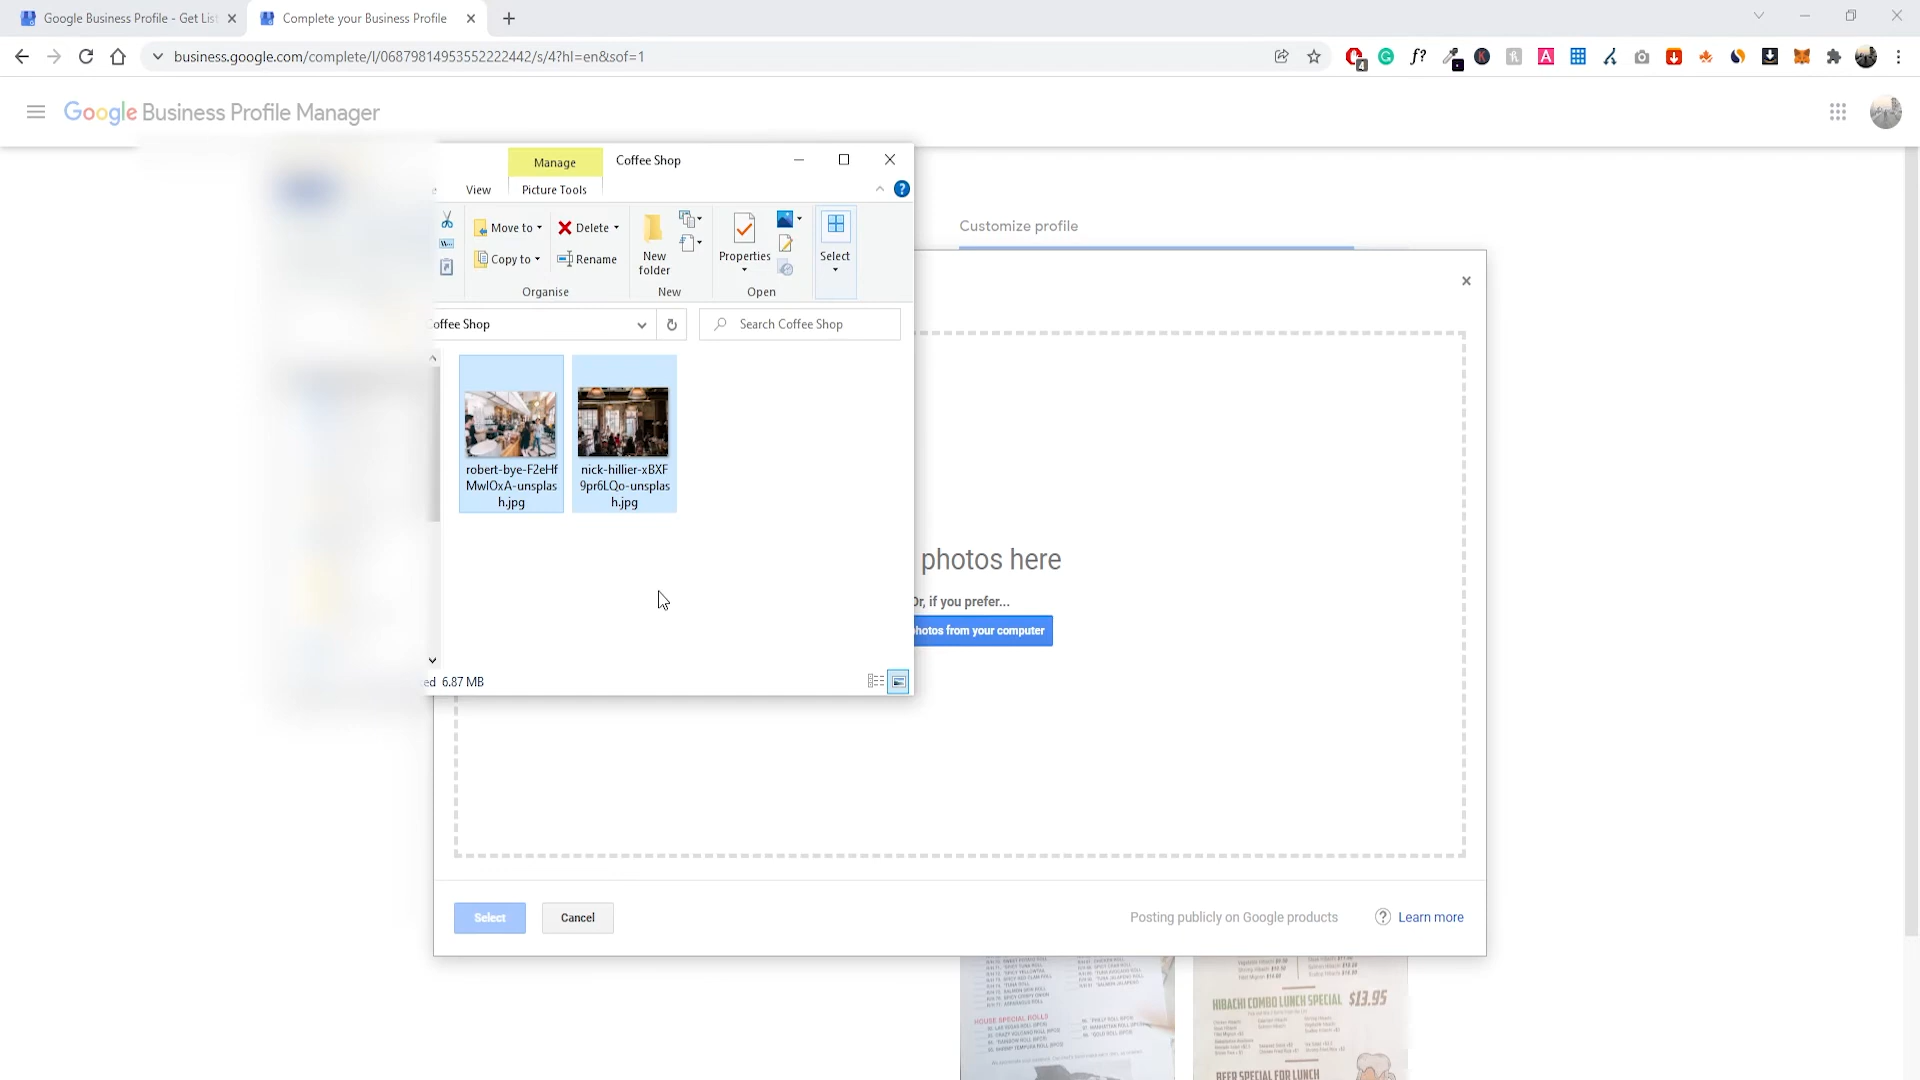 Google Business Profile - Get List
Complete your Business Profile
business.google.com/complete/l/06879814953552222442/s/4?hl=en&sof=1
4
Google Business Profile Manager
Manage
Coffee Shop
View
Picture Tools
Move to
Delete
Copy to
Rename
New
folder
Properties
Select
Organise
New
Open
Coffee Shop
Search Coffee Shop
robert-bye-F2eHf
MwIOxA-unsplas
h.jpg
nick-hillier-xBXF
9pr6LQo-unsplas
h.jpg
ed 6.87 MB
Customize profile
photos here
Or, if you prefer...
photos from your computer
Select
Cancel
Posting publicly on Google products
Learn more
HOUSE SPECIAL ROLLS
HIBACHI COMBO LUNCH SPECIAL $13.95
BEER SPECIAL FOR LUNCH